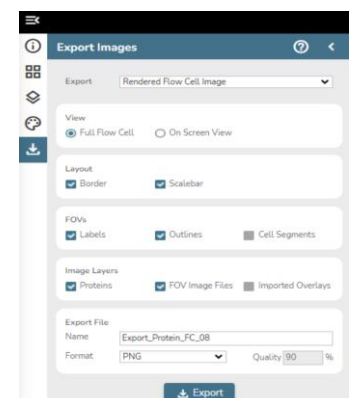 Export Images
Export Rendered Flow Cell Image
View
Full Flow Cell On Screen View
Layout
Border Scalebar
FOVs
Labels Outlines Cell Segments
Image Layers
Proteins FOV Image Files Imported Overlays
Export File
Name Export_Protein_FC_08
Format PNG Quality 90 %
Export